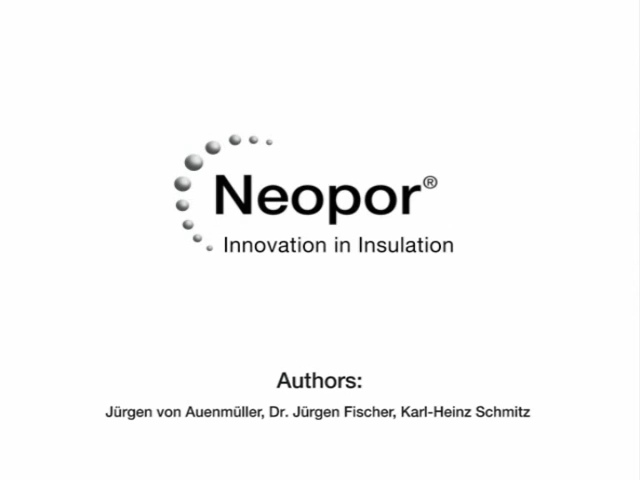 Neopor®
Innovation in Insulation
Authors:
Jürgen von Auenmüller, Dr. Jürgen Fischer, Karl-Heinz Schmitz